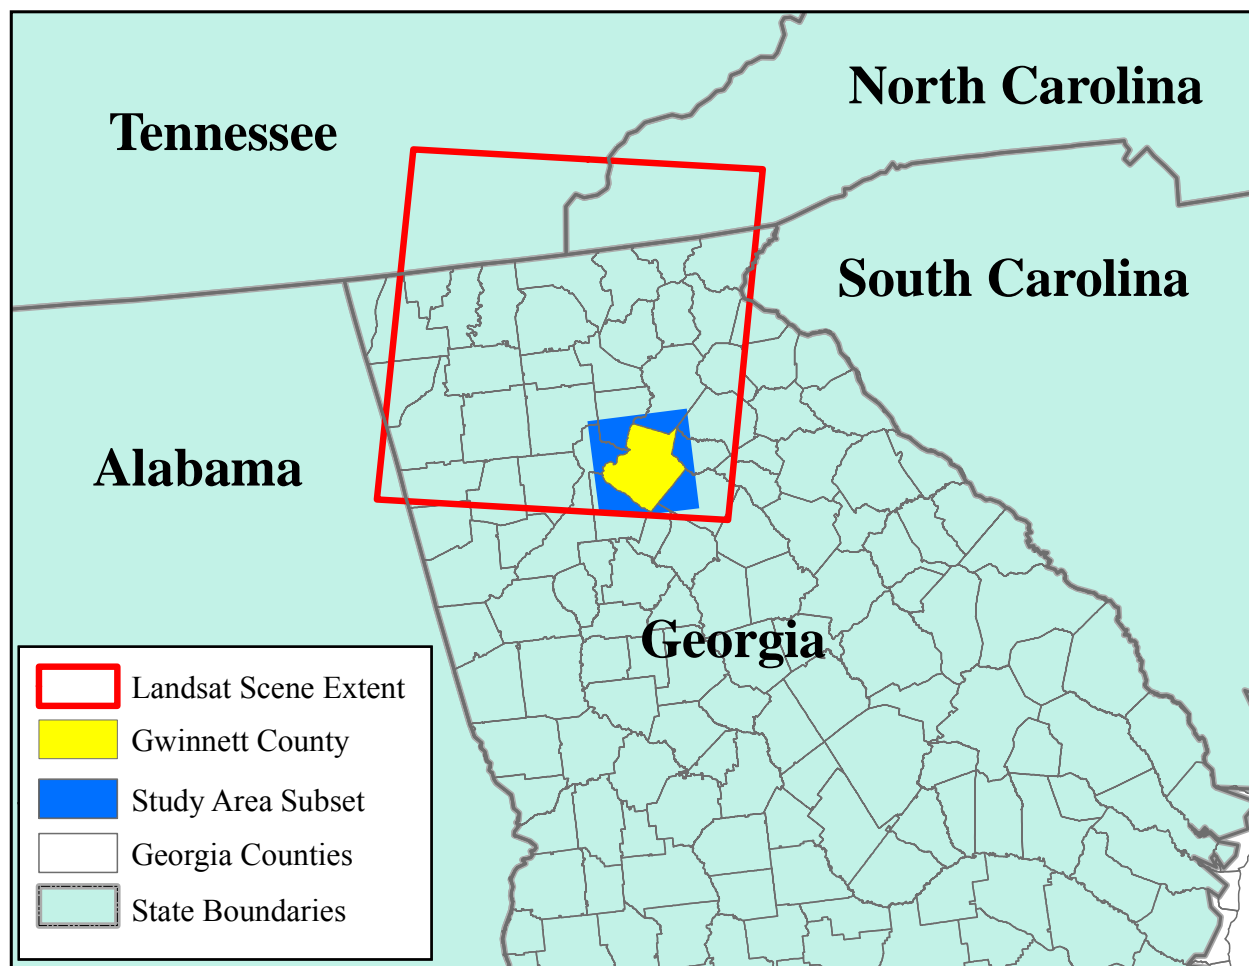 North Carolina
Tennessee
South Carolina
Alabama
Georgia
Landsat Scene Extent
Gwinnett County
Study Area Subset
Georgia Counties
State Boundaries